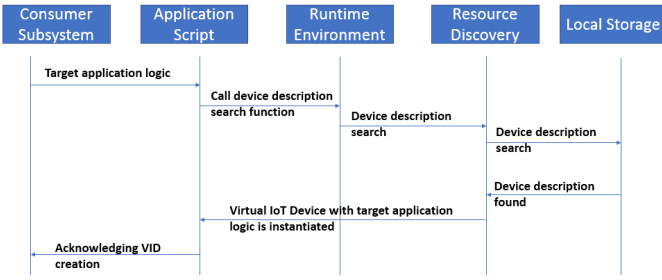 Consumer
Subsystem
Application
Script
Runtime
Environment
Resource
Discovery
Local Storage
Target application logic
Call device description
search function
Device description
search
Device description
search
Device description
found
Virtual IoT Device with target application
logic is instantiated
Acknowledging VID
creation